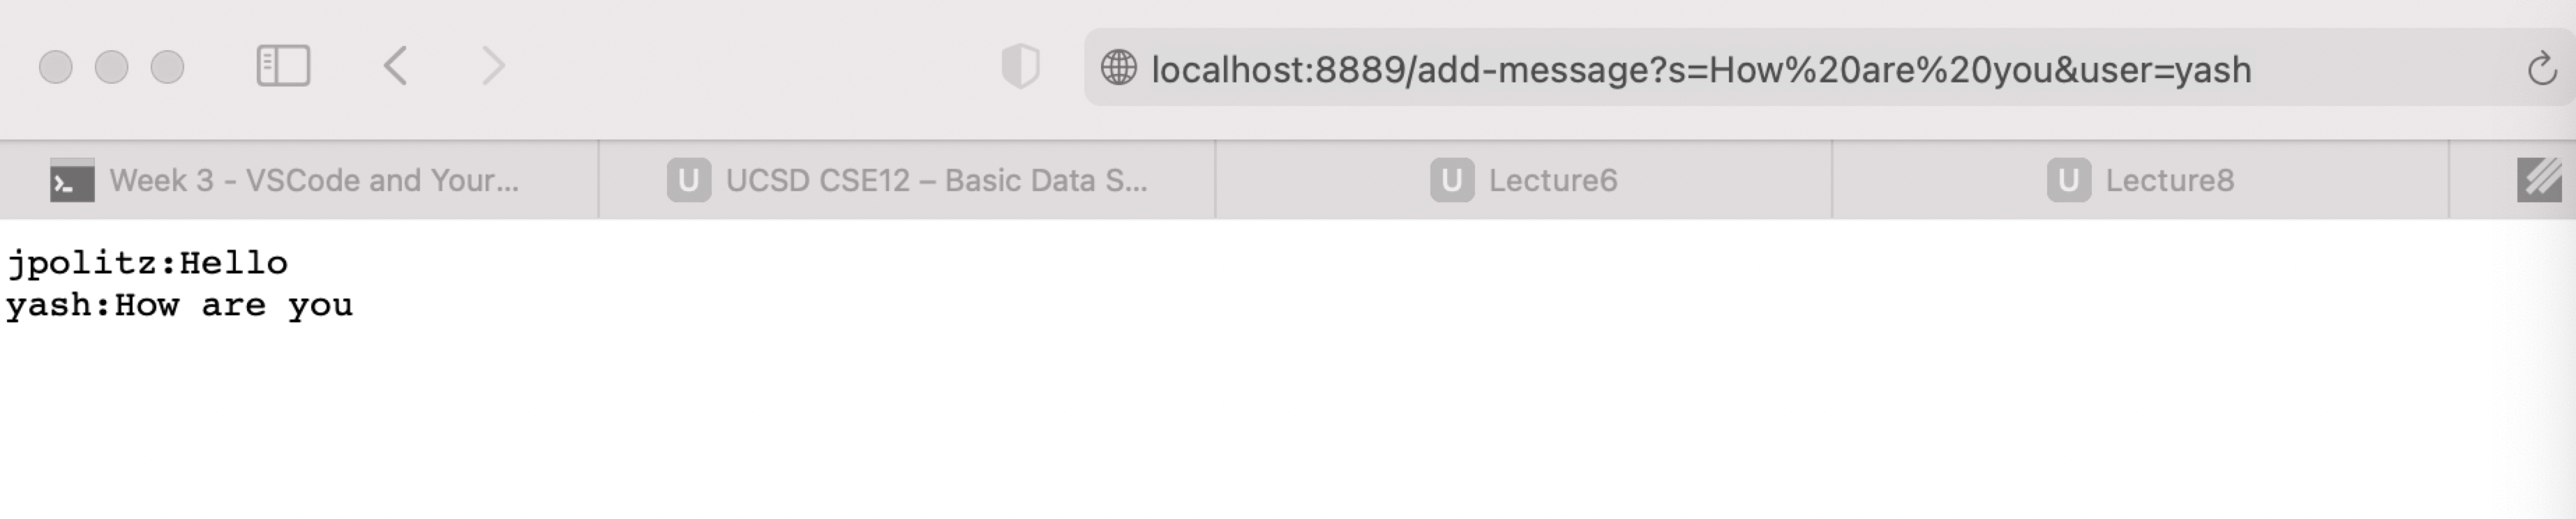 localhost:8889/add-message?s=How%20are%20you&user=yash
Week 3 - VSCode and Your...
U UCSD CSE12 – Basic Data S...
U Lecture6
U Lecture8
jpolitz:Hello
yash:How are you